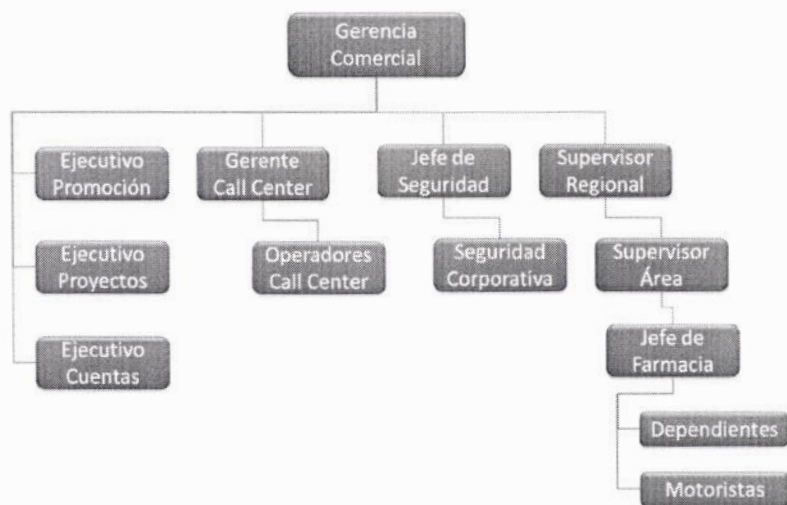 Gerencia
Comercial
Ejecutivo
Promoción
Gerente
Call Center
Jefe de
Seguridad
Supervisor
Regional
Ejecutivo
Proyectos
Operadores
Call Center
Seguridad
Corporativa
Supervisor
Área
Ejecutivo
Cuentas
Jefe de
Farmacia
Dependientes
Motoristas